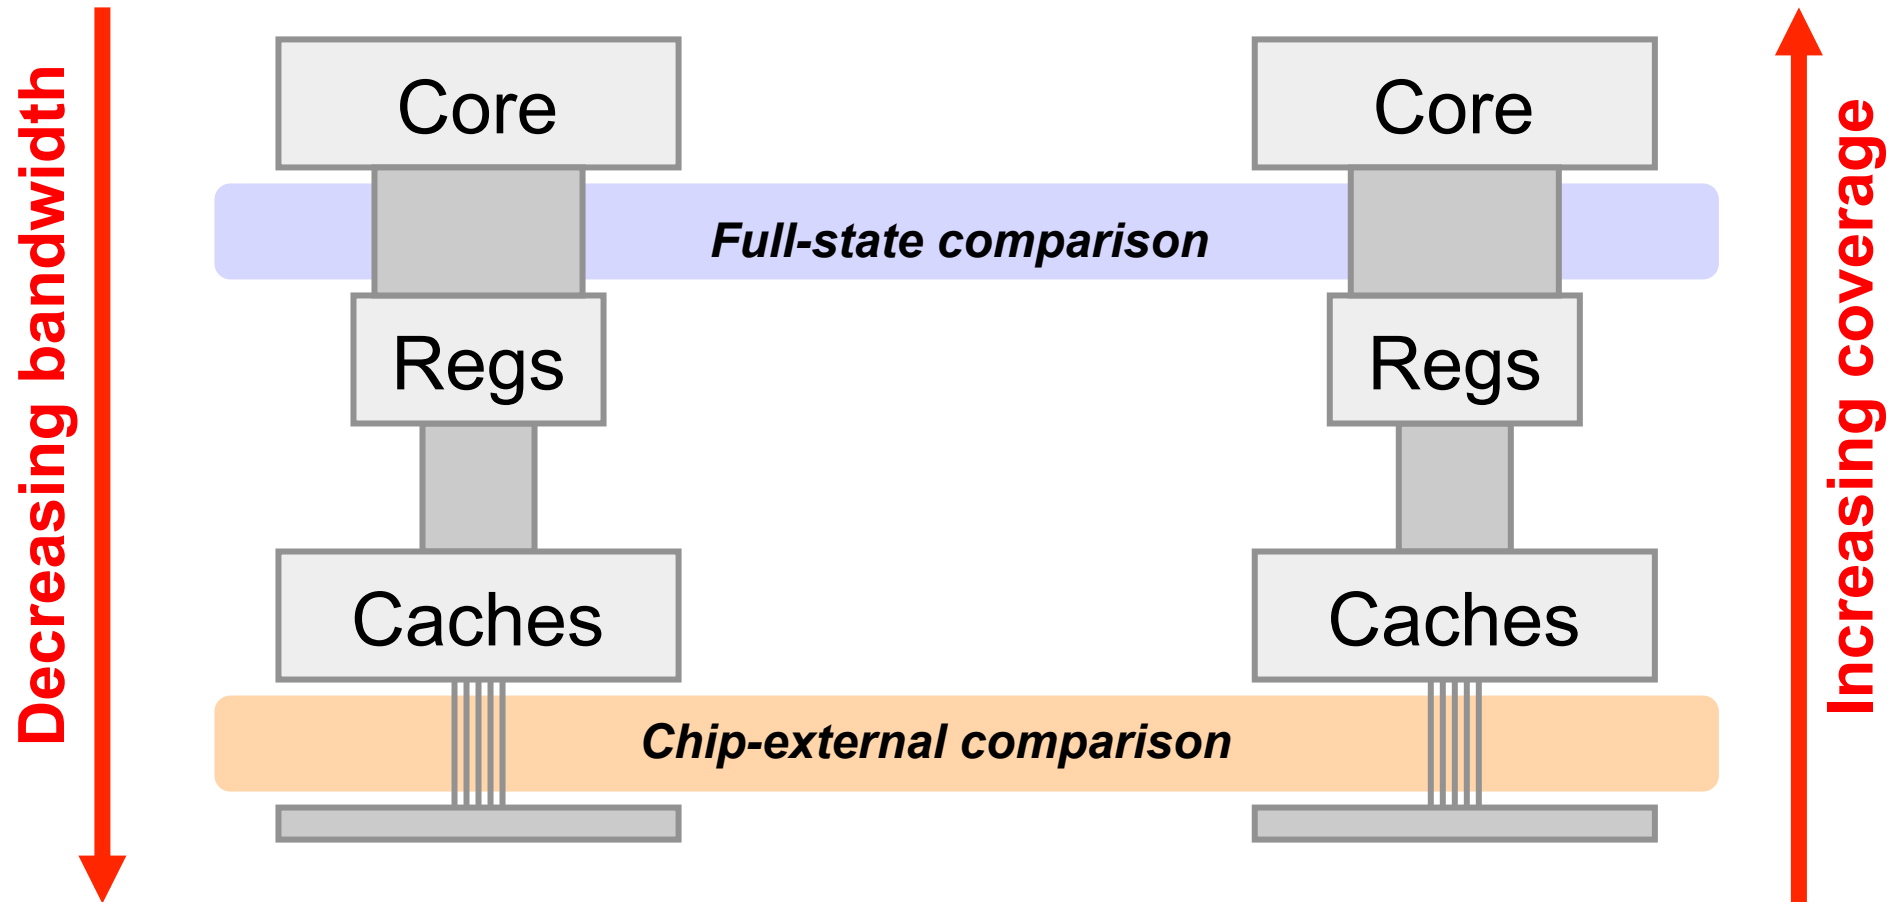 Decreasing bandwidth
Core
Core
Full-state comparison
Regs
Regs
Caches
Caches
Chip-external comparison
Increasing coverage